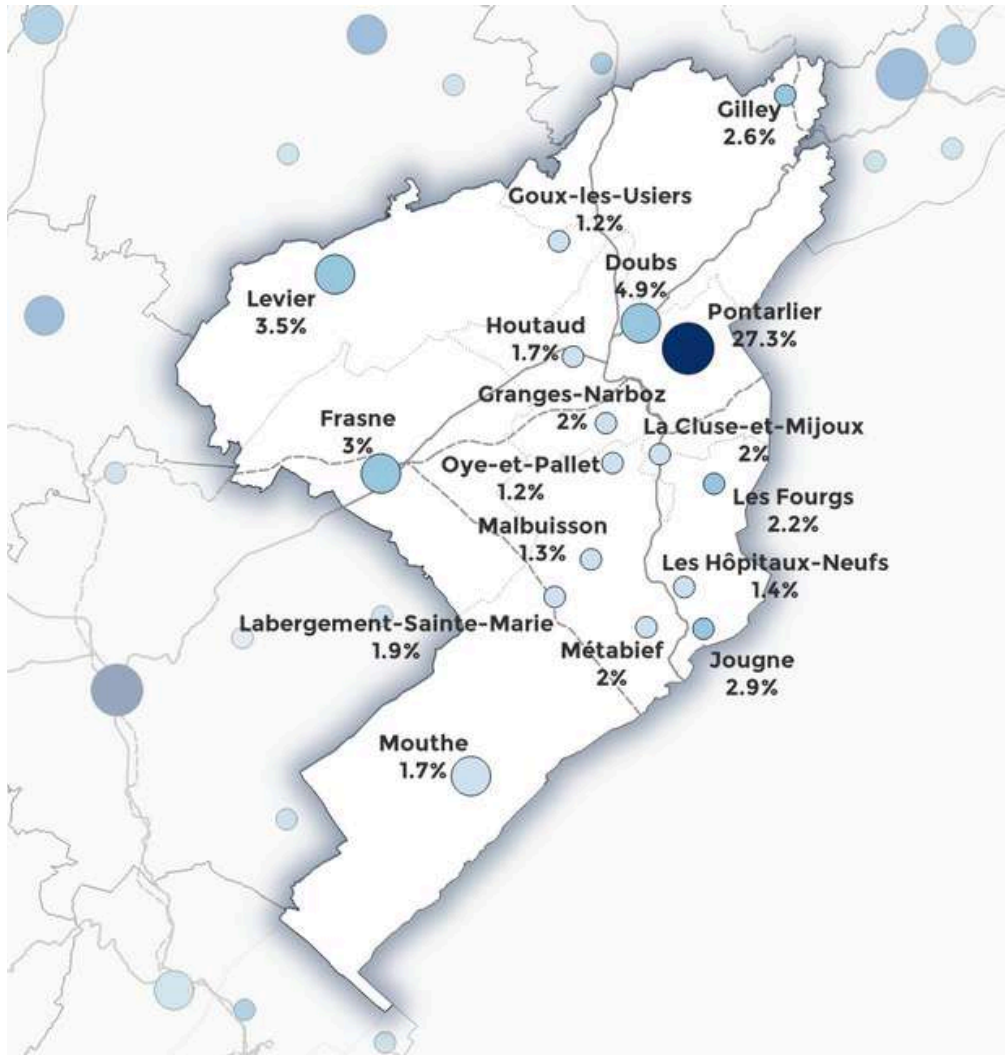 Gilley
2.6%
Goux-les-Usiers
1.2%
Doubs
4.9%
Levier
3.5%
Pontarlier
27.3%
Houtaud
1.7%
Granges-Narboz
2%
Frasne
3%
La Cluse-et-Mijoux
2%
Oye-et-Pallet
1.2%
Les Fourgs
2.2%
Malbuisson
1.3%
Les Hôpitaux-Neufs
1.4%
Labergement-Sainte-Marie
1.9%
Métabief
2%
Jougne
2.9%
Mouthe
1.7%